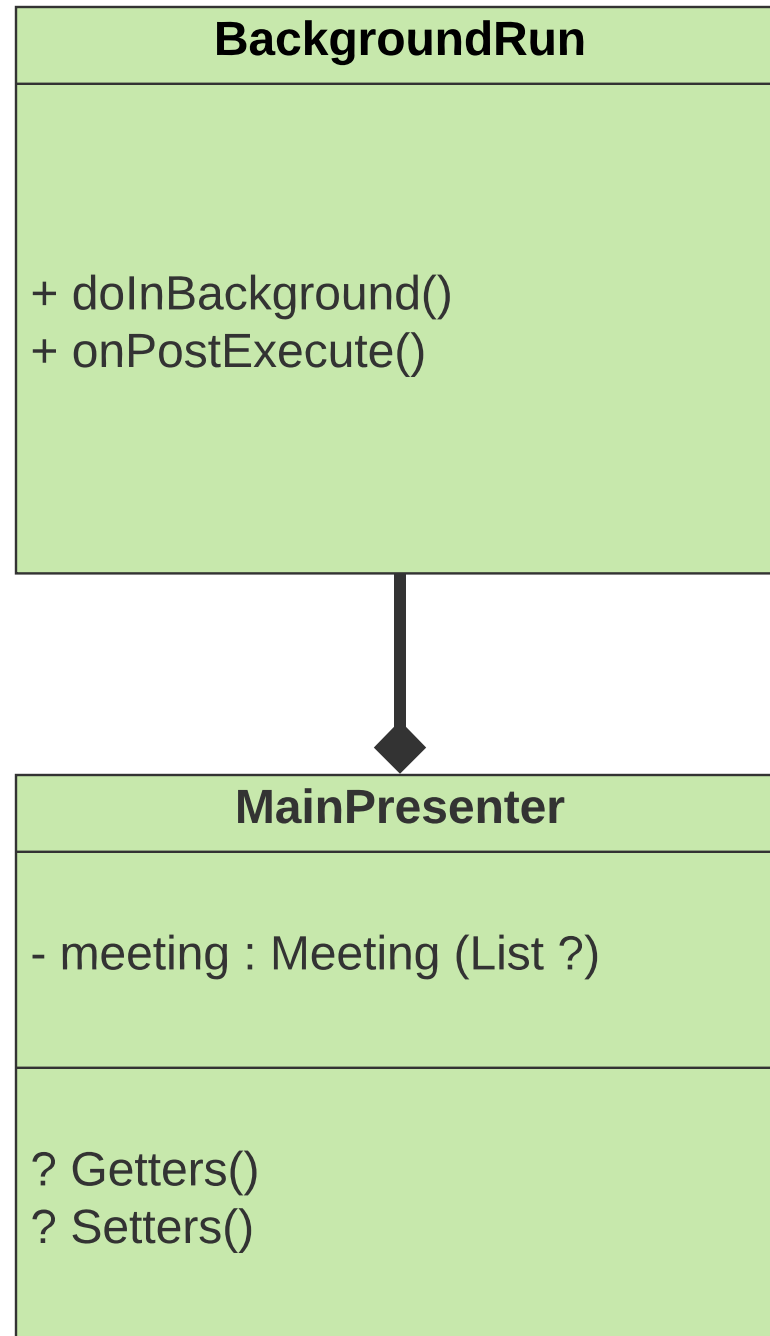 BackgroundRun
+ doInBackground()
+ onPostExecute()
MainPresenter
- meeting : Meeting (List ?)
? Getters()
? Setters()